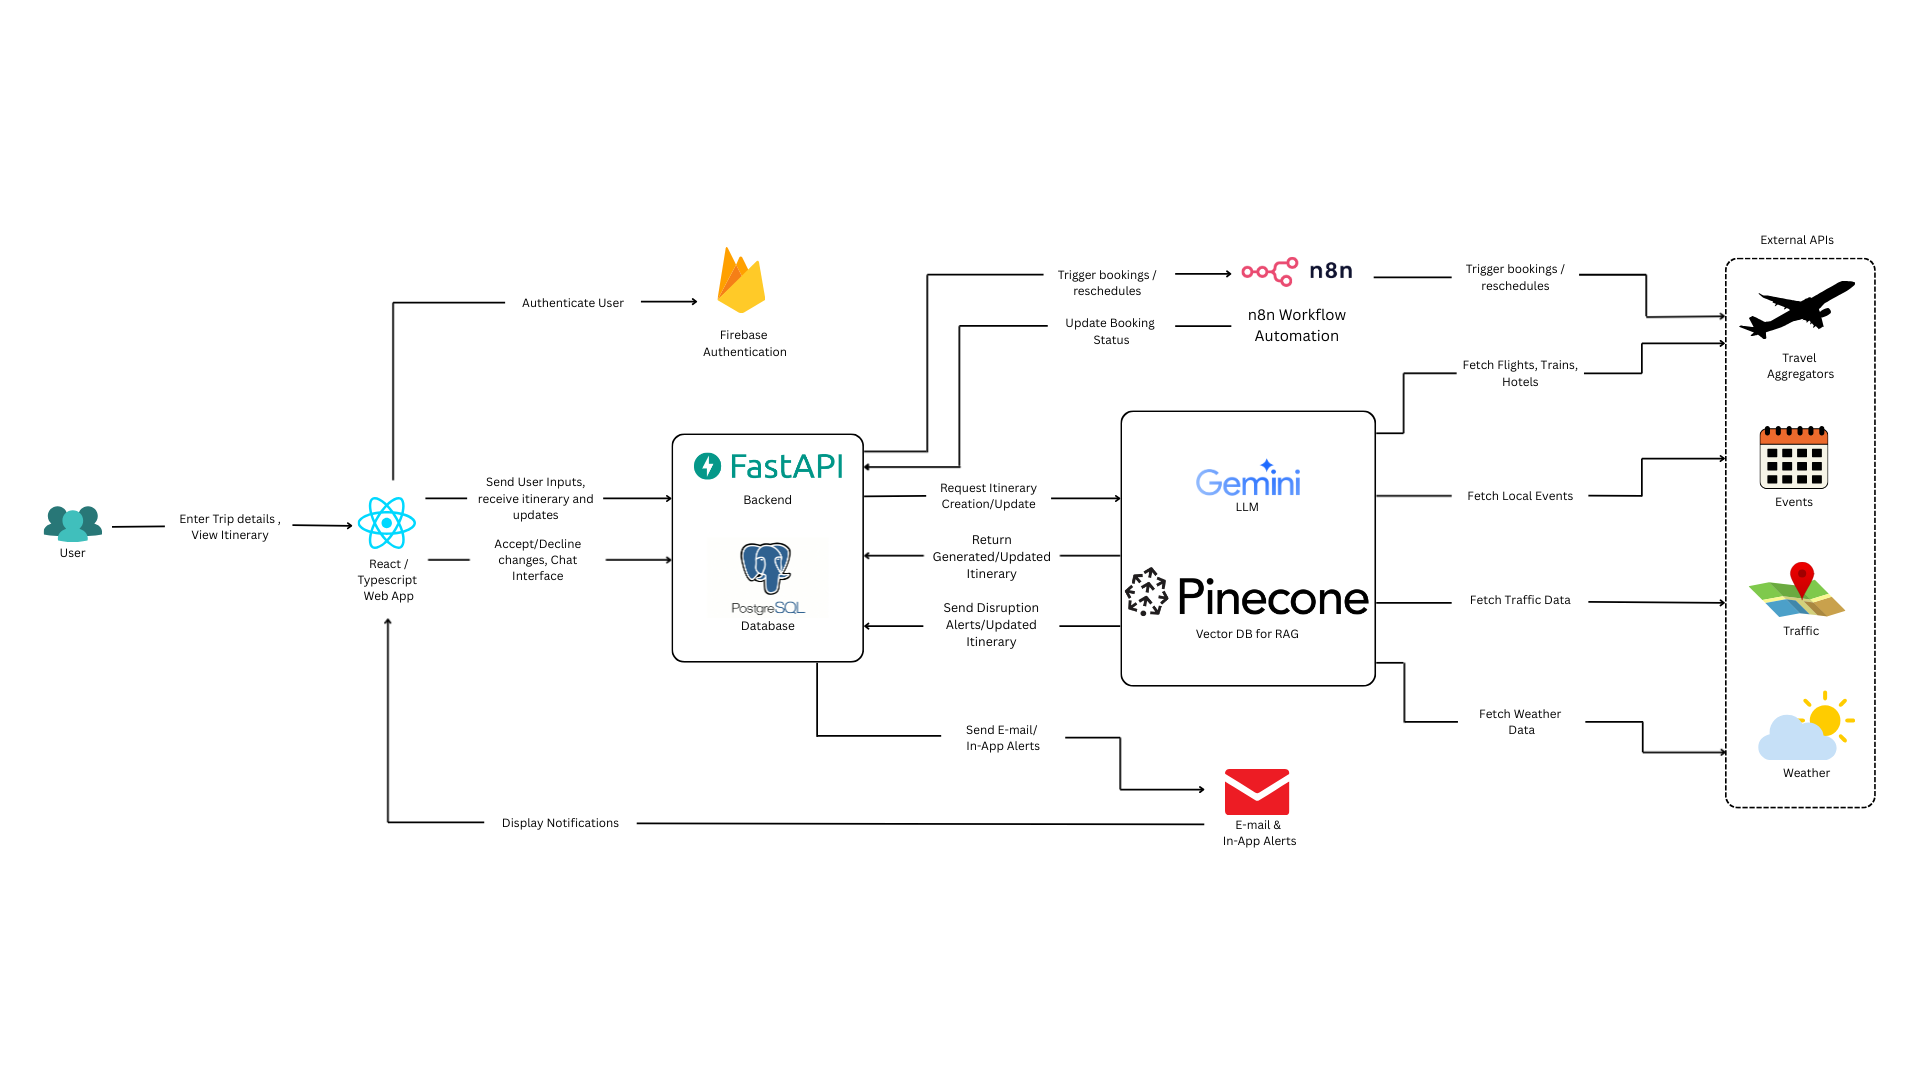 External APIs
Trigger bookings /
reschedules
n8n
Trigger bookings /
reschedules
Authenticate User
Firebase
Authentication
Update Booking
Status
n8n Workflow
Automation
Travel
Aggregators
Fetch Flights, Trains,
Hotels
FastAPI
Backend
Send User Inputs,
receive itinerary and
updates
Request Itinerary
Creation/Update
Gemini
LLM
Fetch Local Events
Events
User
Enter Trip details ,
View Itinerary
React /
Typescript
Web App
Accept/Decline
changes, Chat
Interface
PostgreSQL
Database
Return
Generated/Updated
Itinerary
Send Disruption
Alerts/Updated
Itinerary
Pinecone
Vector DB for RAG
Fetch Traffic Data
Traffic
Fetch Weather
Data
Weather
Send E-mail/
In-App Alerts
Display Notifications
E-mail &
In-App Alerts